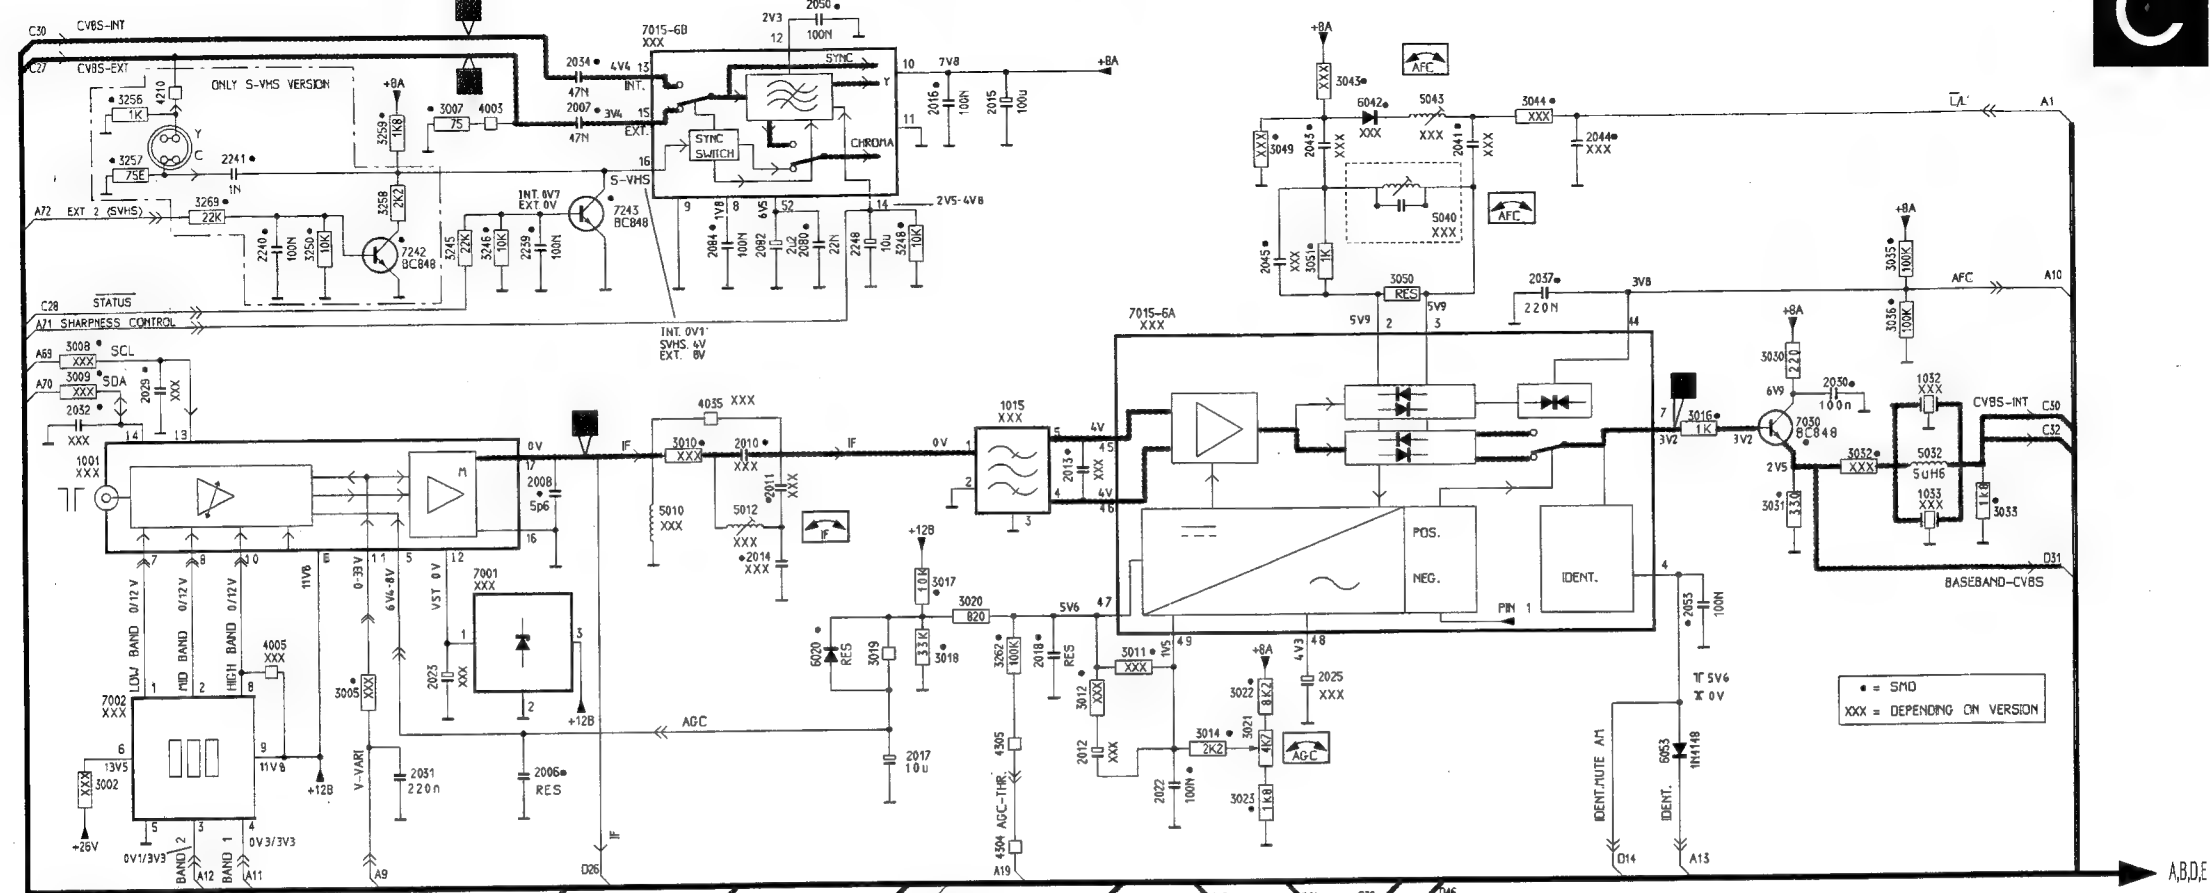 C
C30 CVBS-INT
C27 CVBS-EXT
ONLY S-VHS VERSION
4210
3256
1K
Y
C
3257
75E
2241
1N
+8A
3259
1K8
3258
2K2
3007
75
4003
2034
47N
4V4
13
INT.
2007
47N
3V4
15
EXT.
16
S-VHS
7015-6B
XXX
2V3
12
2050
100N
SYNC
Y
SYNC
SWITCH
CHROMA
10
7V8
+8A
11
2016
100N
2015
100u
A72 EXT 2 (SVHS)
3269
22K
2240
100N
3250
10K
7242
BC848
3245
22K
3246
10K
2239
100N
INT. 0V7
EXT. 0V
7243
BC848
9
1V8
8
2084
100N
6V5
52
2082
2u2
2080
22N
14
2V5-4V8
2248
10u
3248
10K
C28 STATUS
A71 SHARPNESS CONTROL
INT. 0V1
SVHS. 4V
EXT. 8V
+8A
3043
XXX
AFC
6042
XXX
5043
XXX
3044
XXX
L/L'
A1
3049
XXX
2043
XXX
2041
XXX
2044
XXX
5040
XXX
AFC
2045
XXX
3051
1K
3050
RES
5V9
2
5V9
3
2037
220N
3V8
44
+8A
3035
100K
AFC
A10
3036
100K
A69
3008
XXX
SCL
A70
3009
XXX
SDA
2029
XXX
2032
XXX
14
13
1001
XXX
M
0V
17
2008
5p6
16
IF
4035 XXX
3010
XXX
2010
XXX
2011
XXX
5010
XXX
5012
XXX
2014
XXX
IF
IF
0V
1
1015
XXX
2
3
5
4
2013
XXX
4V
45
4V
46
7015-6A
XXX
POS.
NEG.
IDENT.
PIN 1
7
3V2
3016
1K
3V2
+8A
3030
220
6V9
2030
100n
7030
BC848
2V5
3031
330
3032
XXX
1032
XXX
5032
5uH6
1033
XXX
3033
1k8
CVBS-INT
C30
C32
D31
BASEBAND-CVBS
7
8
10
6
11
5
12
LOW BAND 0/12V
MID BAND 0/12V
HIGH BAND 0/12V
11V8
0-33V
6V4-8V
VST 0V
7001
XXX
1
3
2
+12B
2023
XXX
4005
XXX
3005
XXX
7002
XXX
1
2
8
6
13V5
9
11V8
+12B
3002
XXX
+26V
5
3
4
0V1/3V3
0V3/3V3
BAND 2
BAND 1
A12
A11
V-VARI
A9
2031
220n
2006
RES
AGC
IF
D26
+12B
3017
10K
3018
3.3K
3020
820
6020
RES
3019
2017
10u
3262
100K
2018
RES
5V6
47
4305
AGC-THR.
4304
A19
3012
XXX
3011
XXX
2012
XXX
1V5
49
3014
2K2
2022
100N
+8A
3022
8K2
3021
4K7
3023
1k8
AGC
4V3
48
2025
XXX
4
2053
100N
5V6
0V
6053
1N4148
IDENT.MUTE AM
IDENT.
D14
A13
● = SMD
XXX = DEPENDING ON VERSION
A,B,D,E